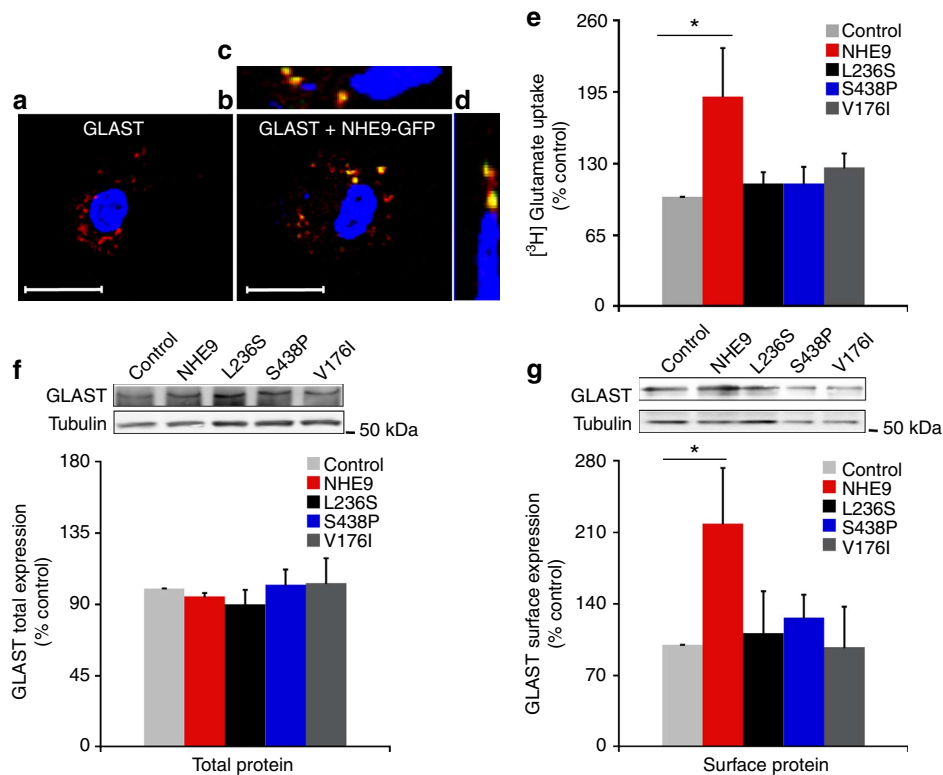 a
GLAST
b
GLAST + NHE9-GFP
c
d
e
[³H] Glutamate uptake
(% control)
260
195
130
65
0
*
Control
NHE9
L236S
S438P
V176I
f
Control
NHE9
L236S
S438P
V176I
GLAST
Tubulin
50 kDa
GLAST total expression
(% control)
180
135
90
45
0
Control
NHE9
L236S
S438P
V176I
Total protein
g
Control
NHE9
L236S
S438P
V176I
GLAST
Tubulin
50 kDa
GLAST surface expression
(% control)
280
210
140
70
0
*
Control
NHE9
L236S
S438P
V176I
Surface protein